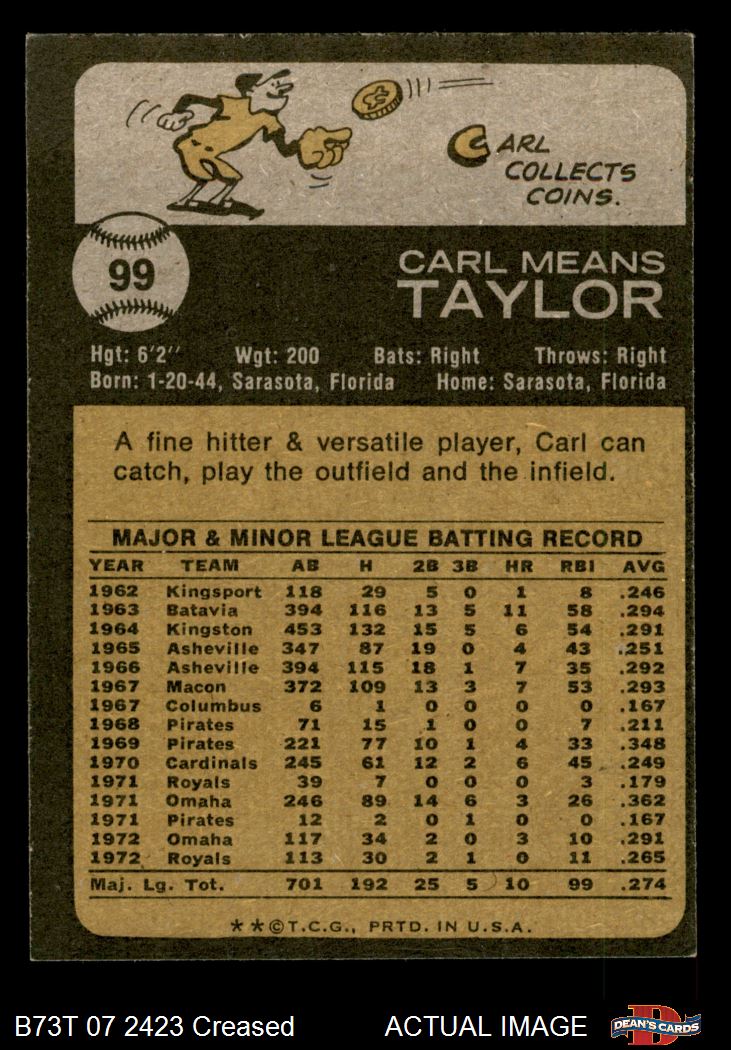 CARL
COLLECTS
COINS.
99
CARL MEANS
TAYLOR
Hgt: 6'2" Wgt: 200 Bats: Right Throws: Right
Born: 1-20-44, Sarasota, Florida Home: Sarasota, Florida
A fine hitter & versatile player, Carl can
catch, play the outfield and the infield.
MAJOR & MINOR LEAGUE BATTING RECORD
YEAR TEAM AB H 2B 3B HR RBI AVG
1962 Kingsport 118 29 5 0 1 8 .246
1963 Batavia 394 116 13 5 11 58 .294
1964 Kingston 453 132 15 5 6 54 .291
1965 Asheville 347 87 19 0 4 43 .251
1966 Asheville 394 115 18 1 7 35 .292
1967 Macon 372 109 13 3 7 53 .293
1967 Columbus 6 1 0 0 0 0 .167
1968 Pirates 71 15 1 0 0 7 .211
1969 Pirates 221 77 10 1 4 33 .348
1970 Cardinals 245 61 12 2 6 45 .249
1971 Royals 39 7 0 0 0 3 .179
1971 Omaha 246 89 14 6 3 26 .362
1971 Pirates 12 2 0 1 0 0 .167
1972 Omaha 117 34 2 0 3 10 .291
1972 Royals 113 30 2 1 0 11 .265
Maj. Lg. Tot. 701 192 25 5 10 99 .274
**©T.C.G., PRTD. IN U.S.A.
B73T 07 2423 Creased ACTUAL IMAGE
DEAN'S CARDS